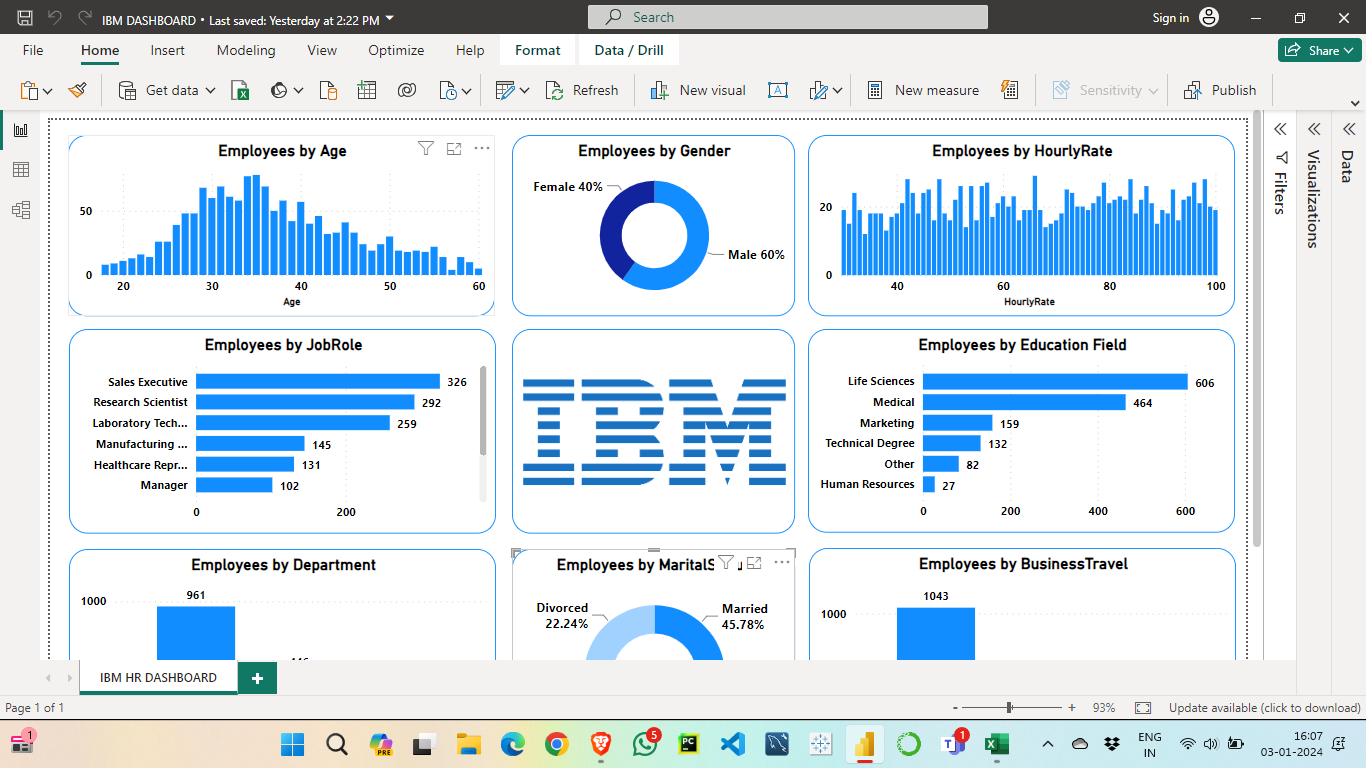 IBM DASHBOARD • Last saved: Yesterday at 2:22 PM
Search
Sign in
File
Home
Insert
Modeling
View
Optimize
Help
Format
Data / Drill
Share
Get data
Refresh
New visual
New measure
Sensitivity
Publish
Employees by Age
50
0
20
30
40
50
60
Age
Employees by Gender
Female 40%
Male 60%
Employees by HourlyRate
20
0
40
60
80
100
HourlyRate
Filters
Visualizations
Data
Employees by JobRole
Sales Executive 326
Research Scientist 292
Laboratory Tech... 259
Manufacturing ... 145
Healthcare Repr... 131
Manager 102
0
200
IBM
Employees by Education Field
Life Sciences 606
Medical 464
Marketing 159
Technical Degree 132
Other 82
Human Resources 27
0
200
400
600
Employees by Department
1000
961
Employees by MaritalS
Divorced
22.24%
Married
45.78%
Employees by BusinessTravel
1000
1043
IBM HR DASHBOARD
Page 1 of 1
- + 93%
Update available (click to download)
1
PRE
5
PC
1
ENG
IN
16:07
03-01-2024